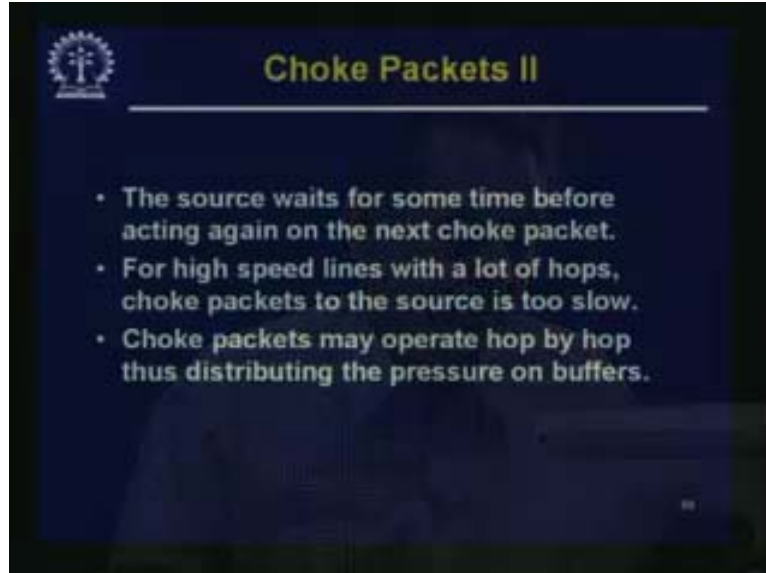 Choke Packets II
• The source waits for some time before
acting again on the next choke packet.
• For high speed lines with a lot of hops,
choke packets to the source is too slow.
• Choke packets may operate hop by hop
thus distributing the pressure on buffers.